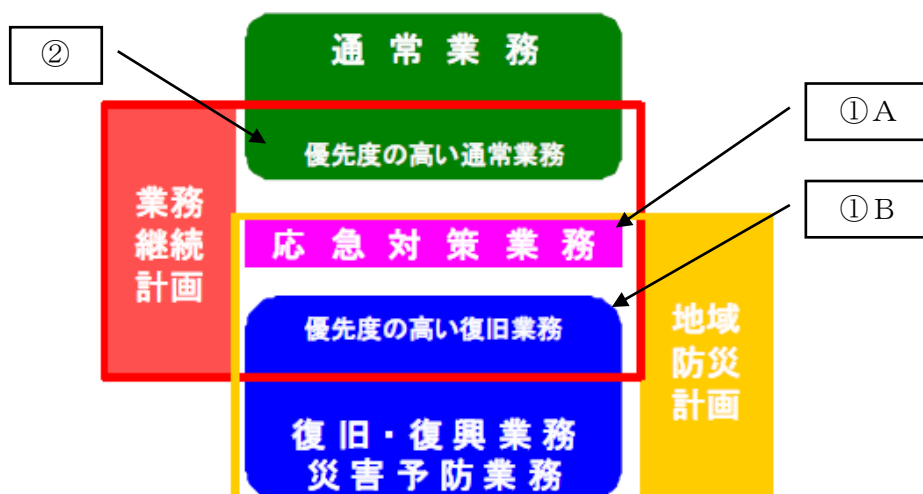 ②
通常業務
優先度の高い通常業務
①A
①B
業務
継続
計画
応急対策業務
優先度の高い復旧業務
地域
防災
計画
復旧・復興業務
災害予防業務